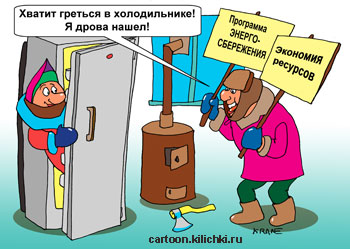 Хватит греться в холодильнике!
Я дрова нашел!
Программа
ЭНЕРГО-
СБЕРЕЖЕНИЯ
Экономия
ресурсов
KRANE
cartoon.kilichki.ru